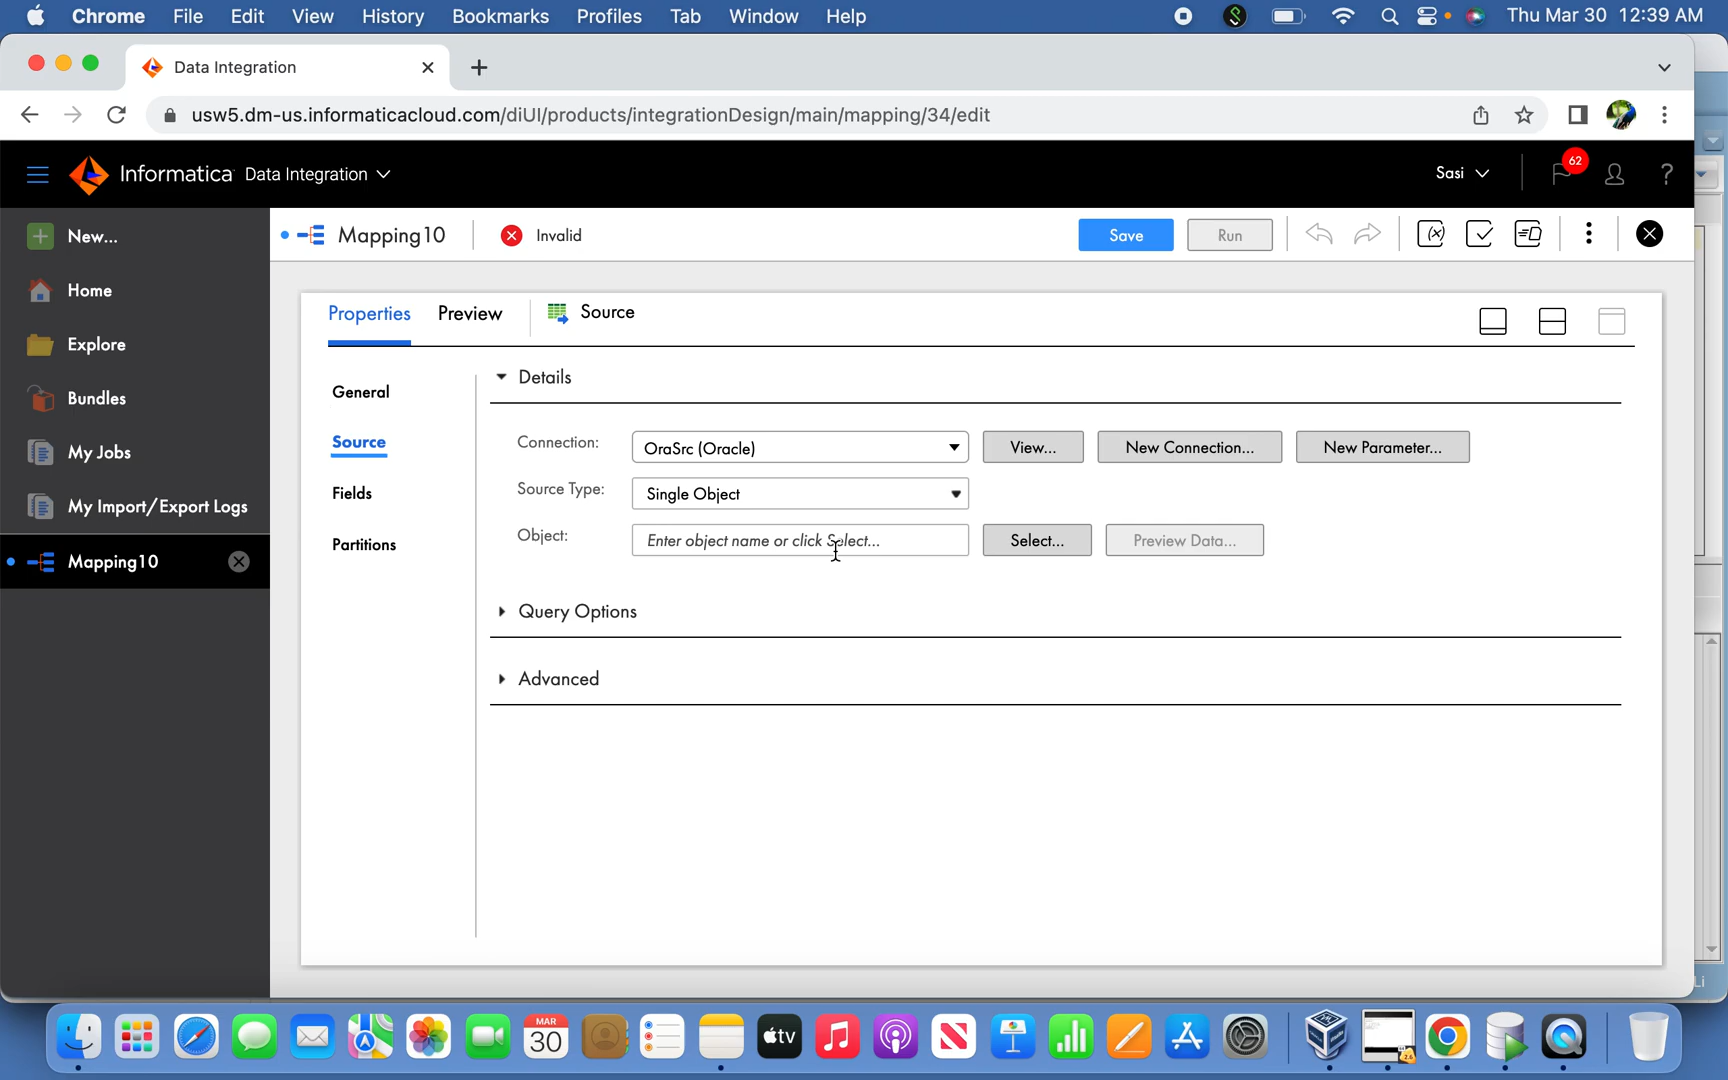 Chrome File Edit View History Bookmarks Profiles Tab Window Help Thu Mar 30 12:39 AM
Data Integration
usw5.dm-us.informaticacloud.com/diUI/products/integrationDesign/main/mapping/34/edit
Informatica Data Integration Sasi 62 ?
New... Mapping10 Invalid Save Run
Home
Properties Preview Source
Explore
Details
General
Bundles
Source Connection: OraSrc (Oracle) View... New Connection... New Parameter...
My Jobs
Fields Source Type: Single Object
My Import/Export Logs
Partitions Object: Enter object name or click Select... Select... Preview Data...
Mapping10
Query Options
Advanced
Li
MAR
30
tv